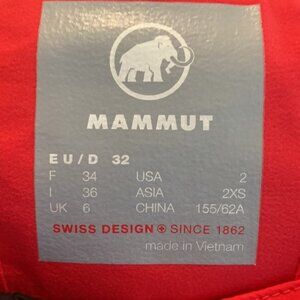 MAMMUT
EU/D 32
F 34 USA 2
I 36 ASIA 2XS
UK 6 CHINA 155/62A
SWISS DESIGN SINCE 1862
made in Vietnam